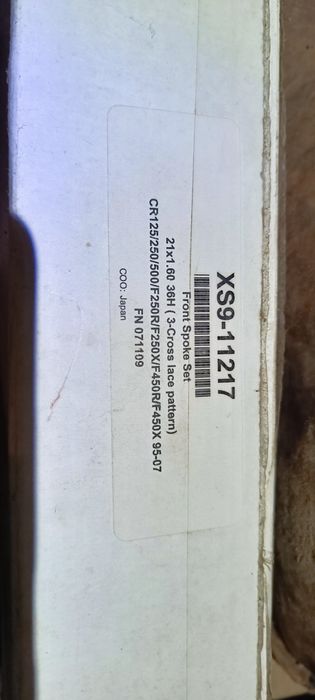 XS9-11217
Front Spoke Set
21x1.60 36H ( 3-Cross lace pattern)
CR125/250/500/F250R/F250X/F450R/F450X 95-07
FN 071109
COO: Japan